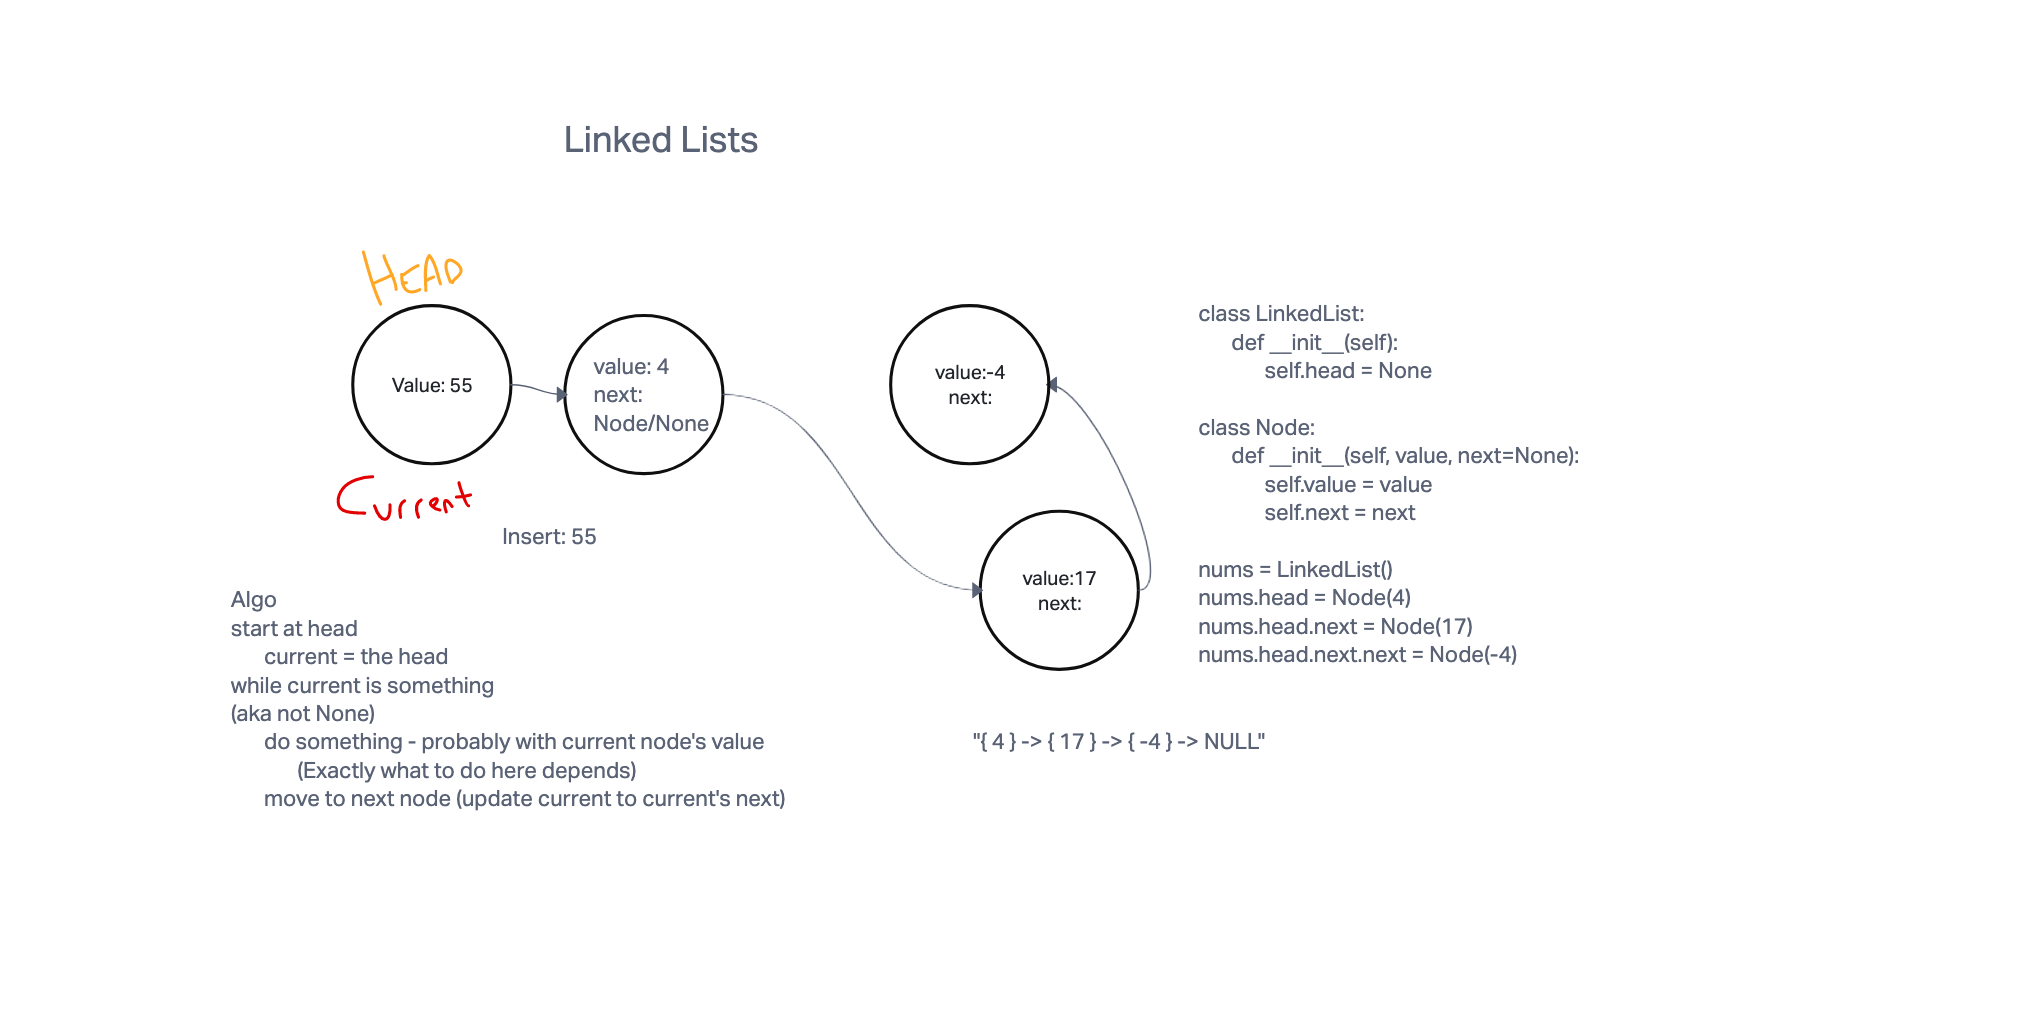 Linked Lists
HEAD
Value: 55
value: 4
next:
Node/None
value:-4
next:
value:17
next:
Current
Insert: 55
Algo
start at head
current = the head
while current is something
(aka not None)
do something - probably with current node's value
(Exactly what to do here depends)
move to next node (update current to current's next)
class LinkedList:
def __init__(self):
self.head = None
class Node:
def __init__(self, value, next=None):
self.value = value
self.next = next
nums = LinkedList()
nums.head = Node(4)
nums.head.next = Node(17)
nums.head.next.next = Node(-4)
"{ 4 } -> { 17 } -> { -4 } -> NULL"